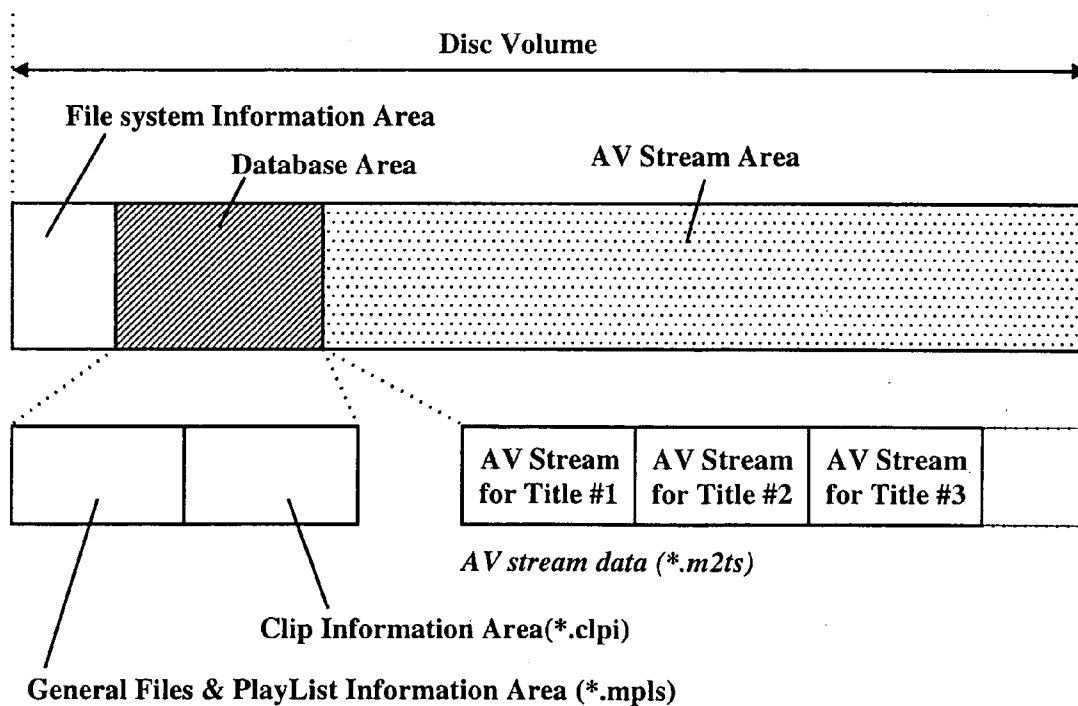 Disc Volume
File system Information Area
Database Area
AV Stream Area
AV Stream
for Title #1
AV Stream
for Title #2
AV Stream
for Title #3
AV stream data (*.m2ts)
Clip Information Area(*.clpi)
General Files & PlayList Information Area (*.mpls)